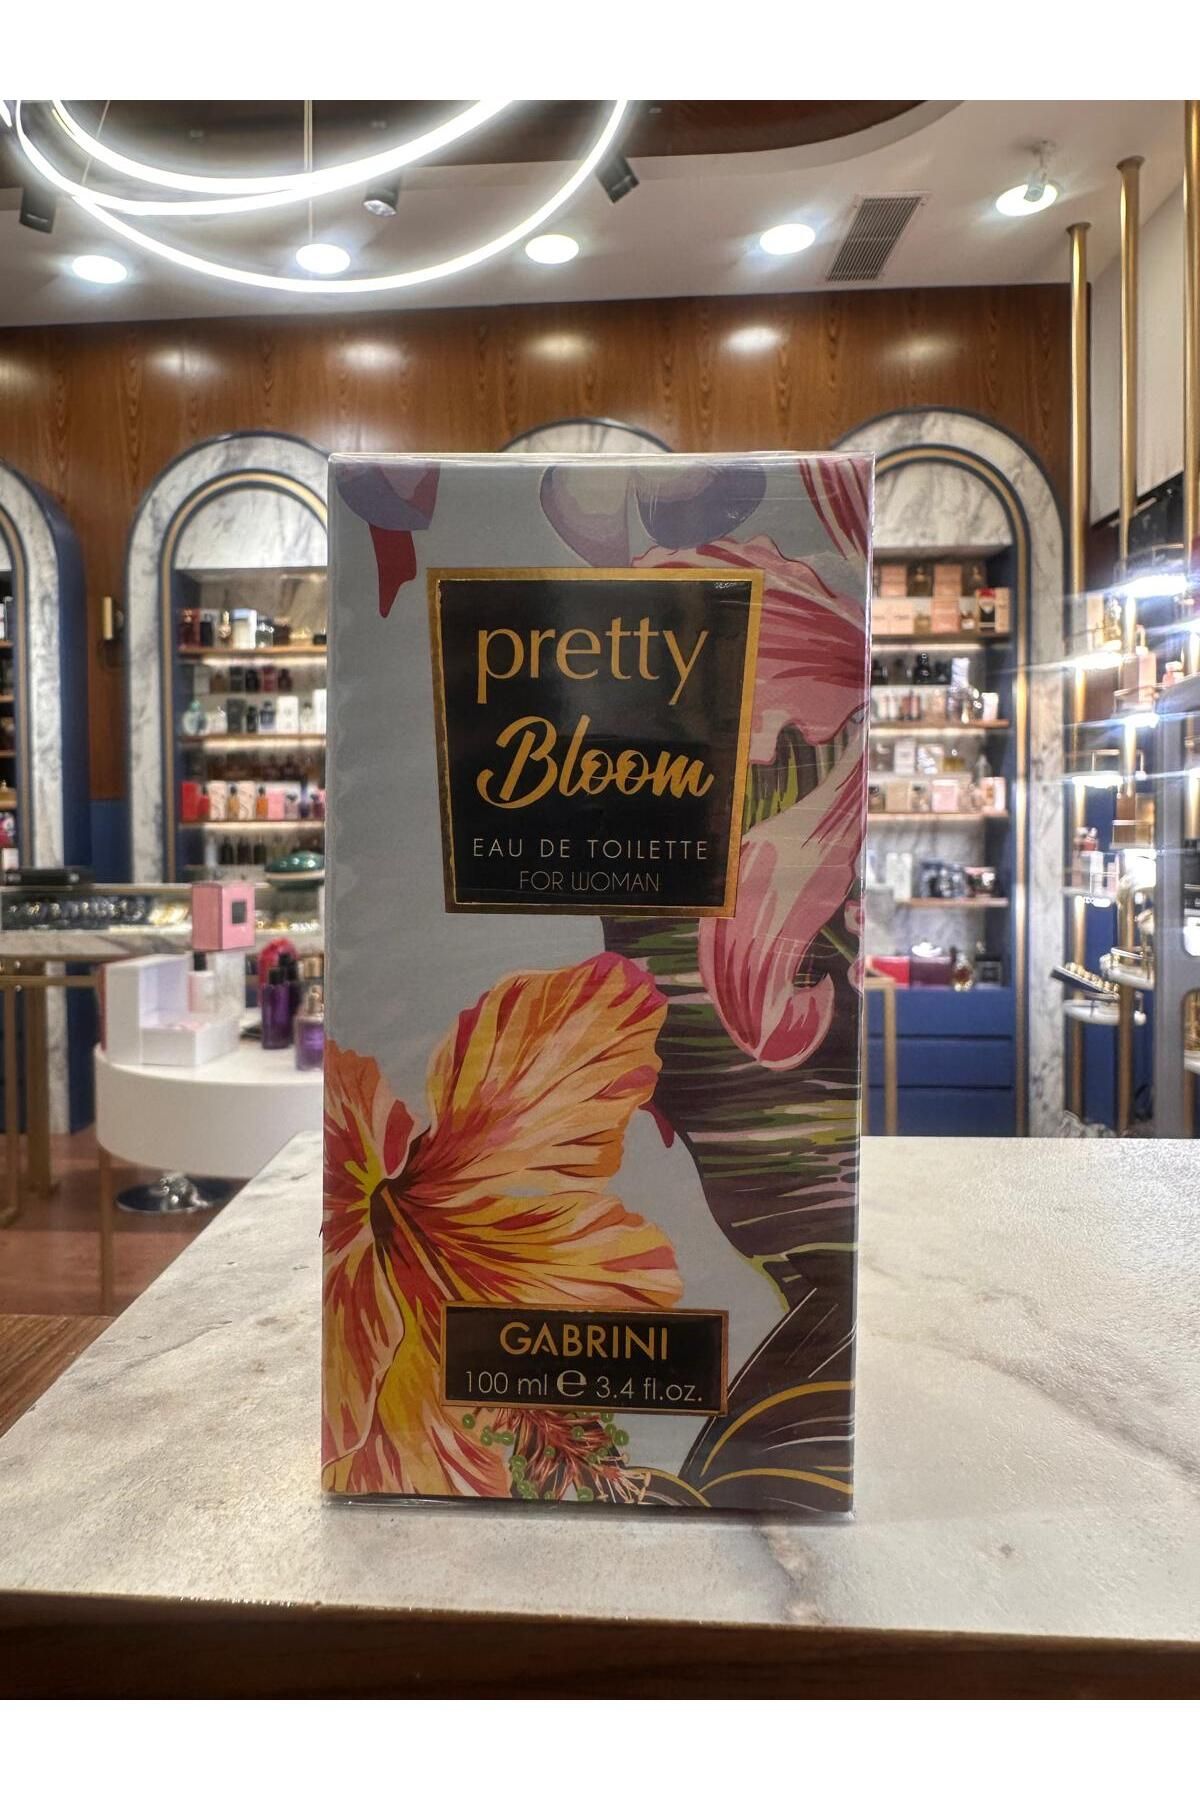 pretty
Bloom
EAU DE TOILETTE
FOR WOMAN
GABRINI
100 ml ℮ 3.4 fl.oz.